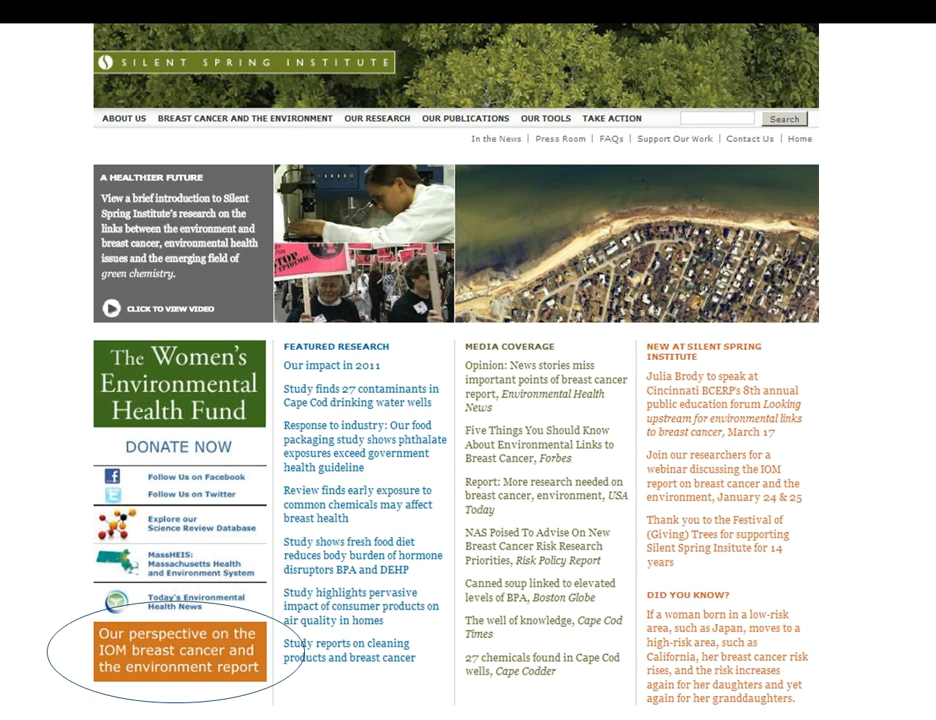 SILENT SPRING INSTITUTE
ABOUT US BREAST CANCER AND THE ENVIRONMENT OUR RESEARCH OUR PUBLICATIONS OUR TOOLS TAKE ACTION Search
In the News | Press Room | FAQs | Support Our Work | Contact Us | Home
A HEALTHIER FUTURE
View a brief introduction to Silent
Spring Institute's research on the
links between the environment and
breast cancer, environmental health
issues and the emerging field of
green chemistry.
CLICK TO VIEW VIDEO
STOP
EPIDEMIC
The Women's
Environmental
Health Fund
DONATE NOW
Follow Us on Facebook
Follow Us on Twitter
Explore our
Science Review Database
MassHEIS:
Massachusetts Health
and Environment System
Today's Environmental
Health News
Our perspective on the
IOM breast cancer and
the environment report
FEATURED RESEARCH
Our impact in 2011
Study finds 27 contaminants in
Cape Cod drinking water wells
Response to industry: Our food
packaging study shows phthalate
exposures exceed government
health guideline
Review finds early exposure to
common chemicals may affect
breast health
Study shows fresh food diet
reduces body burden of hormone
disruptors BPA and DEHP
Study highlights pervasive
impact of consumer products on
air quality in homes
Study reports on cleaning
products and breast cancer
MEDIA COVERAGE
Opinion: News stories miss
important points of breast cancer
report, Environmental Health
News
Five Things You Should Know
About Environmental Links to
Breast Cancer, Forbes
Report: More research needed on
breast cancer, environment, USA
Today
NAS Poised To Advise On New
Breast Cancer Risk Research
Priorities, Risk Policy Report
Canned soup linked to elevated
levels of BPA, Boston Globe
The well of knowledge, Cape Cod
Times
27 chemicals found in Cape Cod
wells, Cape Codder
NEW AT SILENT SPRING
INSTITUTE
Julia Brody to speak at
Cincinnati BCERP's 8th annual
public education forum Looking
upstream for environmental links
to breast cancer, March 17
Join our researchers for a
webinar discussing the IOM
report on breast cancer and the
environment, January 24 & 25
Thank you to the Festival of
(Giving) Trees for supporting
Silent Spring Insitute for 14
years
DID YOU KNOW?
If a woman born in a low-risk
area, such as Japan, moves to a
high-risk area, such as
California, her breast cancer risk
rises, and the risk increases
again for her daughters and yet
again for her granddaughters.